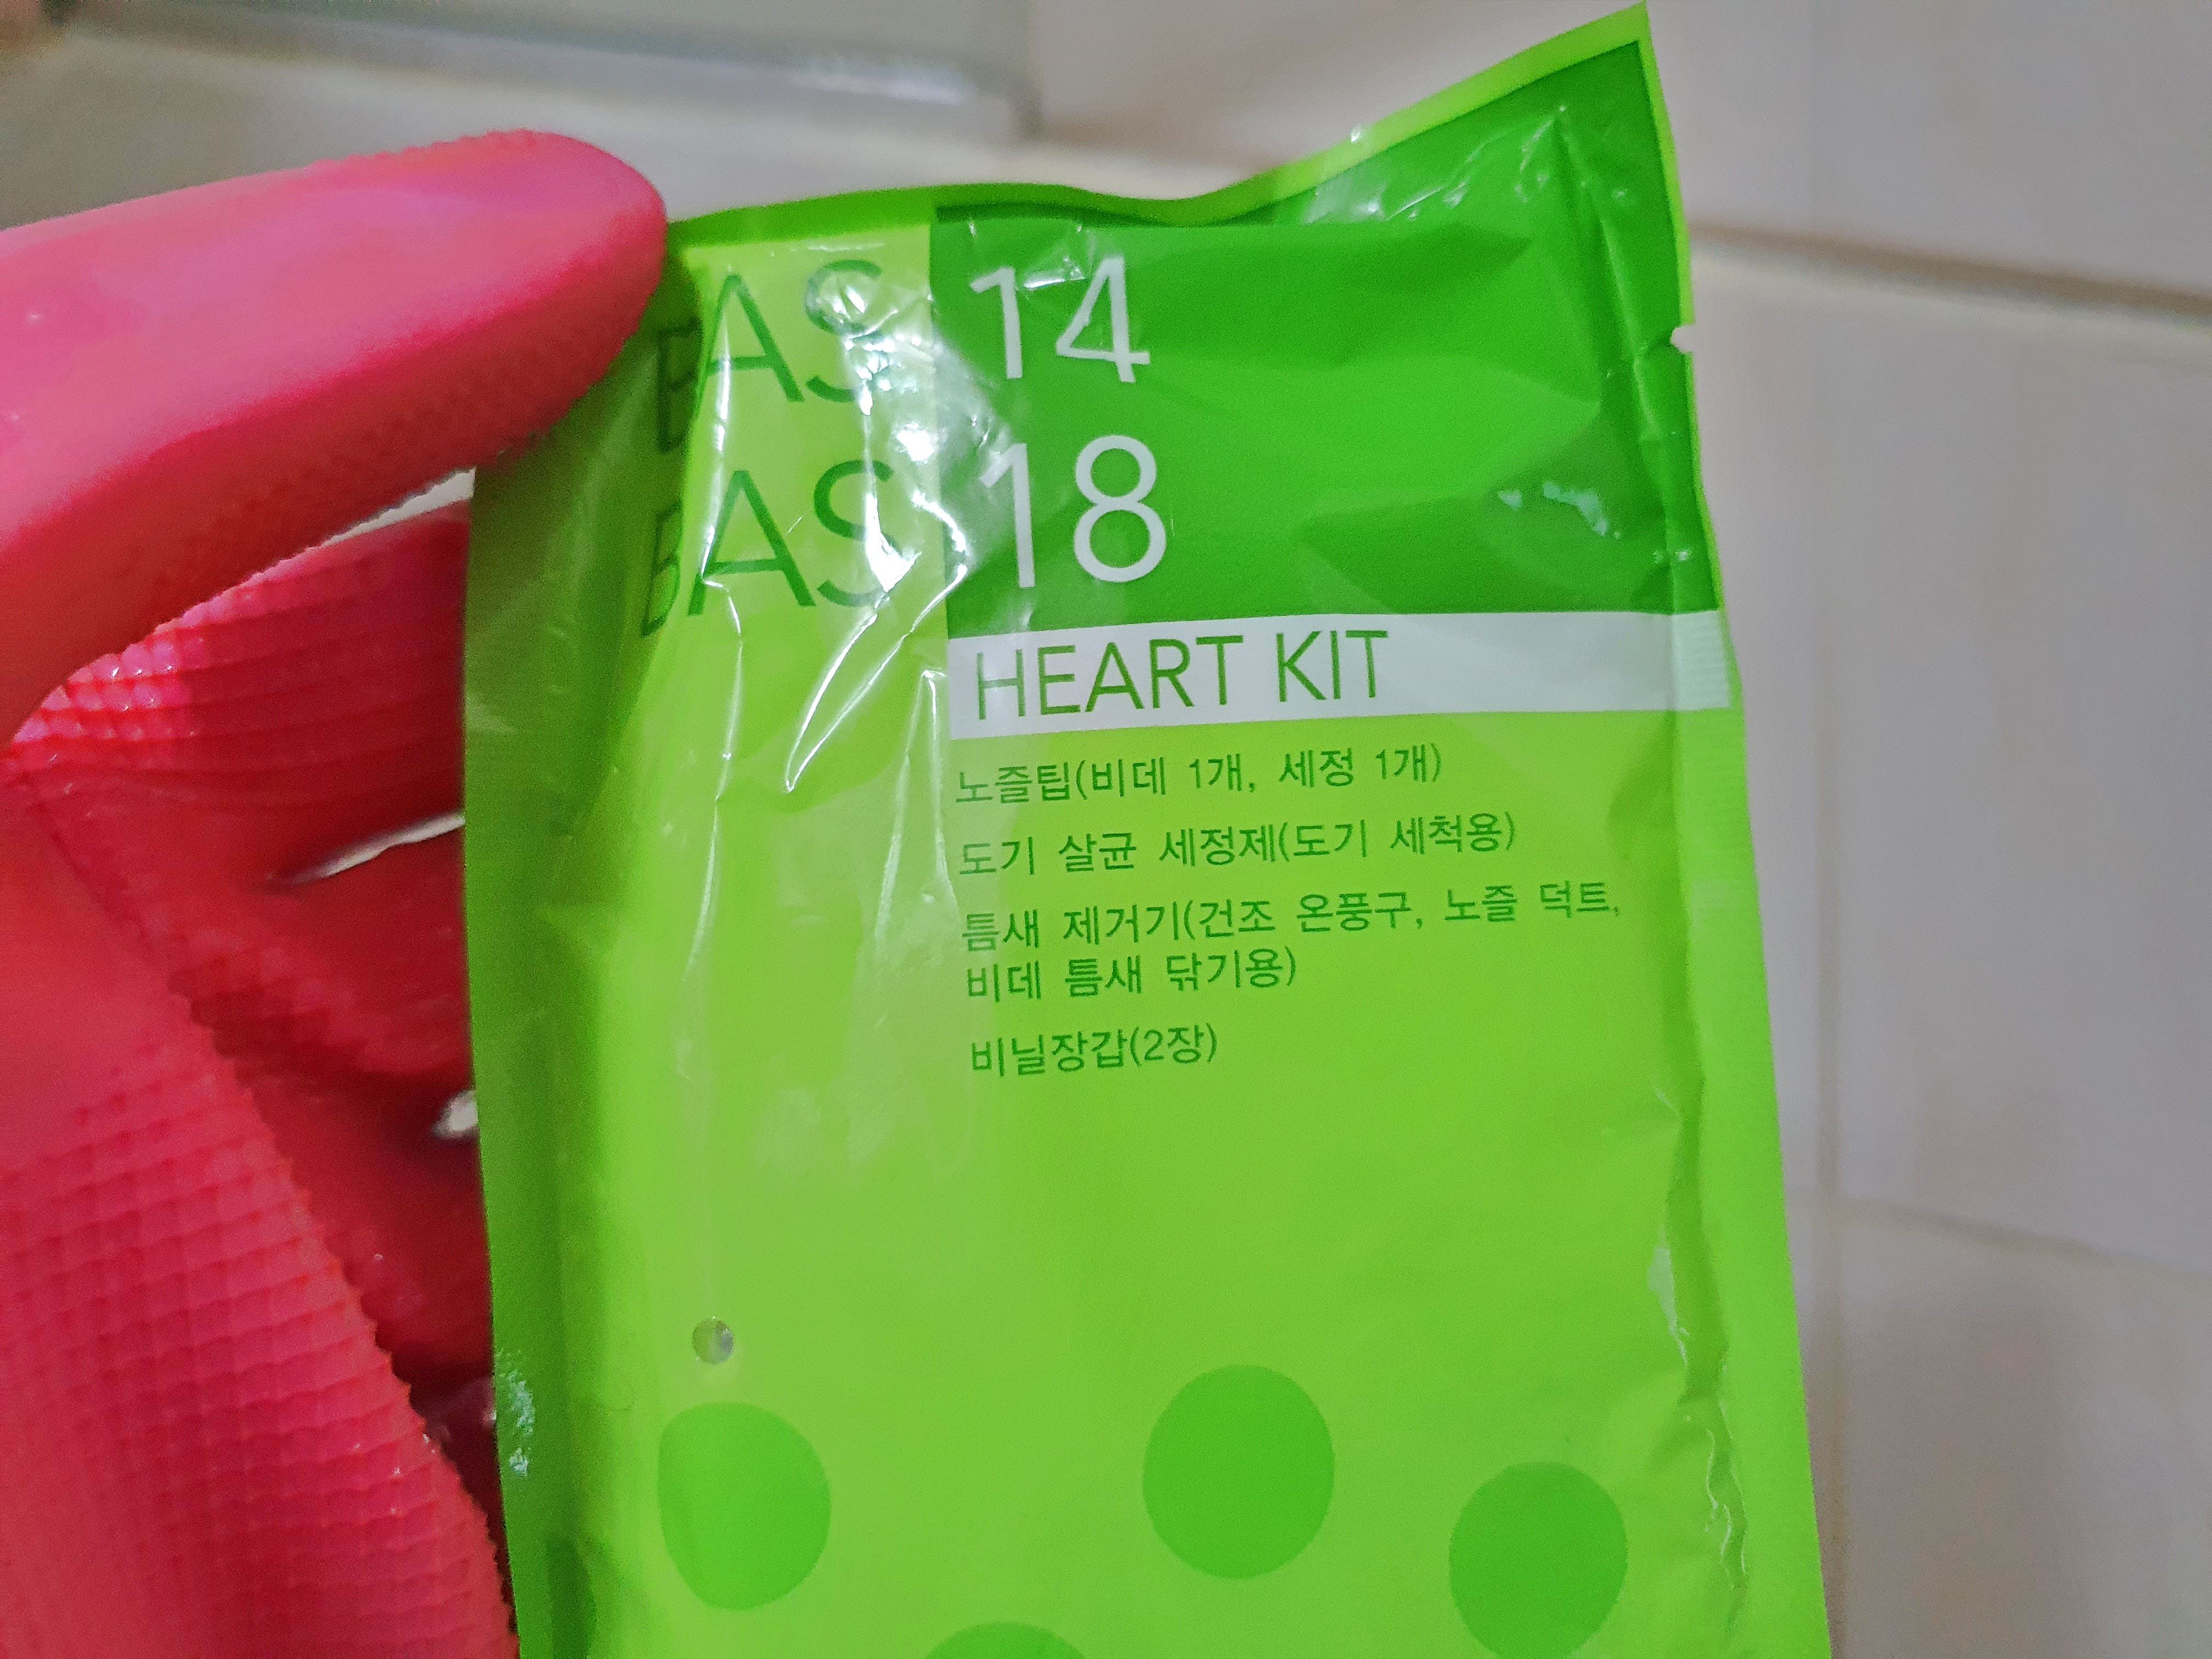 BAS 14
BAS 18
HEART KIT
노즐팁(비데 1개, 세정 1개)
도기 살균 세정제(도기 세척용)
틈새 제거기(건조 온풍구, 노즐 덕트,
비데 틈새 닦기용)
비닐장갑(2장)